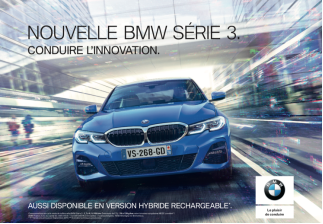 NOUVELLE BMW SÉRIE 3.
CONDUIRE L'INNOVATION.
VS-268-GD
AUSSI DISPONIBLE EN VERSION HYBRIDE RECHARGEABLE*.
BMW
Le plaisir
de conduire